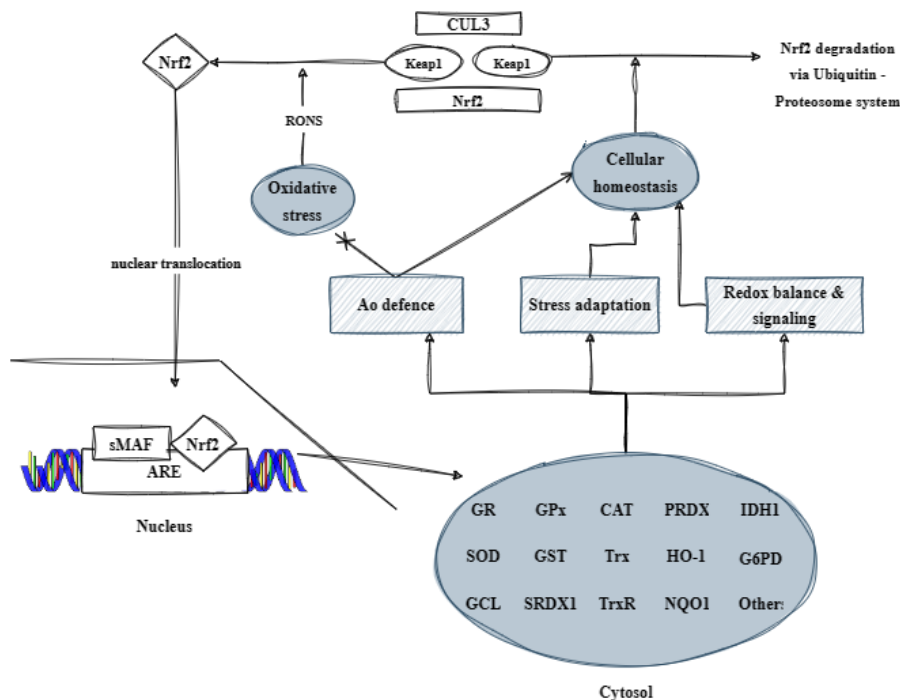 CUL3
Nrf2
Keap1
Keap1
Nrf2 degradation
via Ubiquitin -
Proteosome system
Nrf2
RONS
Oxidative
stress
Cellular
homeostasis
nuclear translocation
Ao defence
Stress adaptation
Redox balance &
signaling
sMAF
Nrf2
ARE
Nucleus
GR GPx CAT PRDX IDH1
SOD GST Trx HO-1 G6PD
GCL SRDX1 TrxR NQO1 Other:
Cytosol